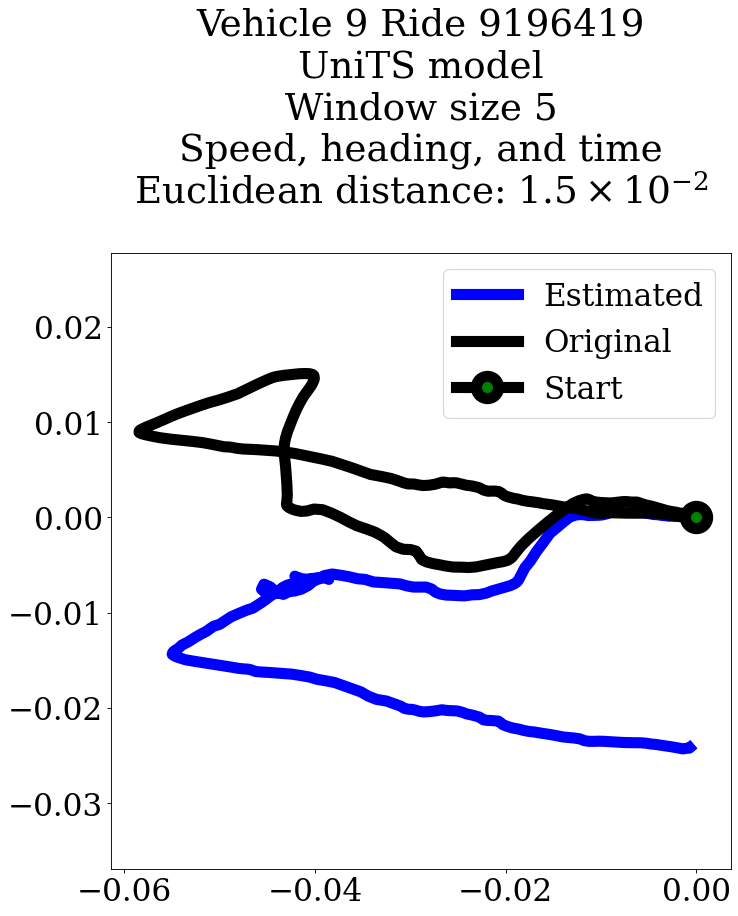 Vehicle 9 Ride 9196419
UniTS model
Window size 5
Speed, heading, and time
Euclidean distance: 1.5 × 10⁻²
Estimated
Original
Start
0.02
0.01
0.00
−0.01
−0.02
−0.03
−0.06
−0.04
−0.02
0.00